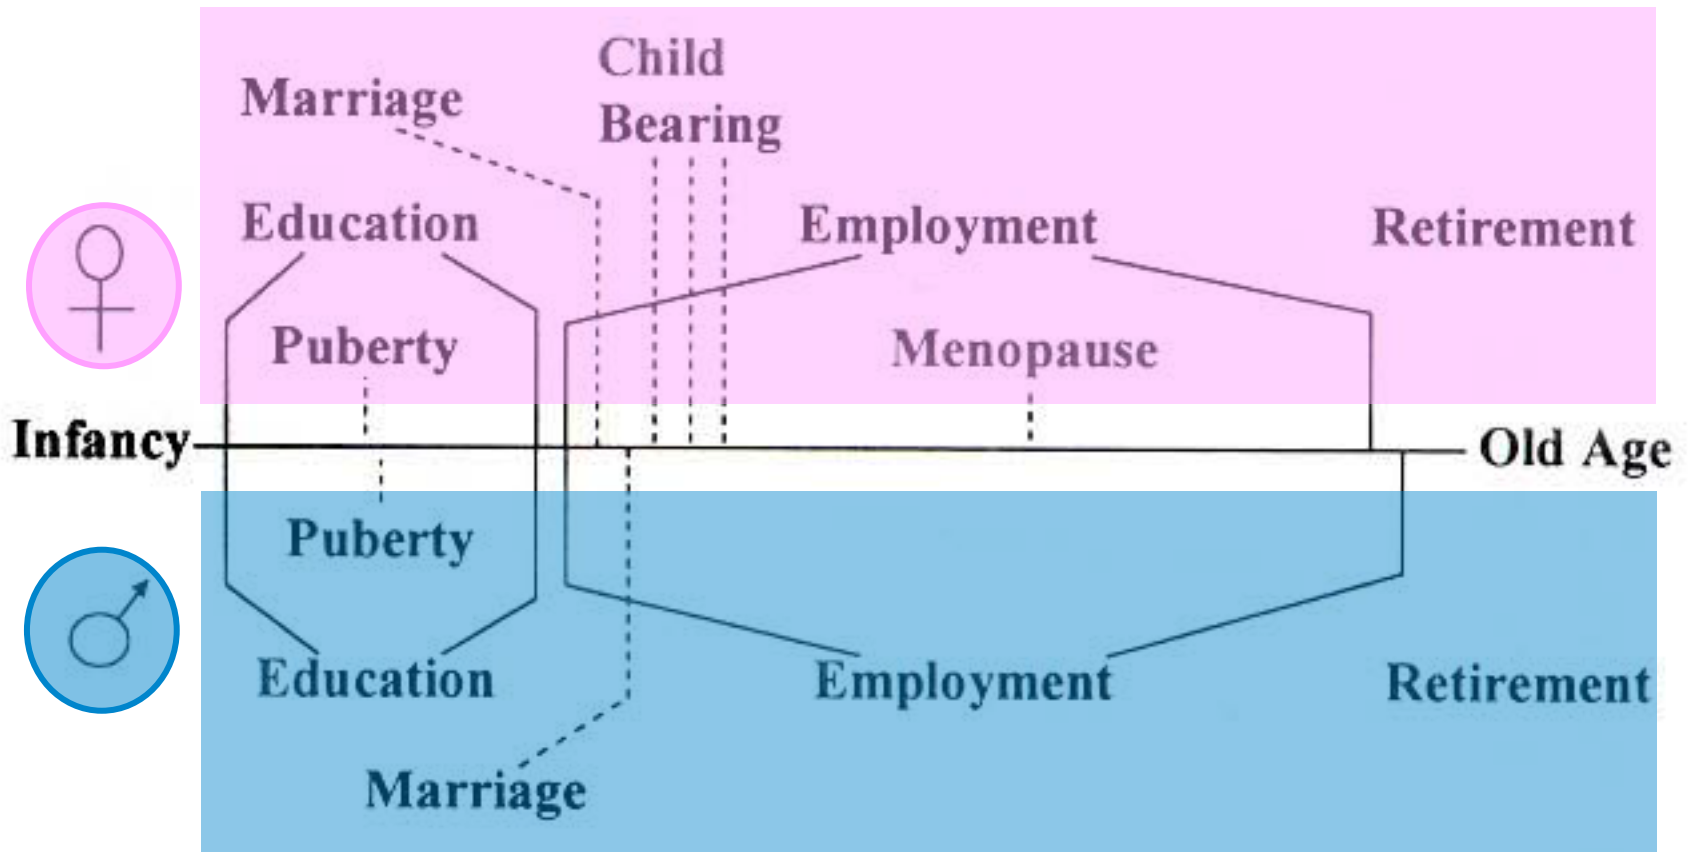 Child
Marriage
Bearing
Education
Employment
Retirement
Puberty
Menopause
Infancy
Old Age
Puberty
Education
Employment
Retirement
Marriage